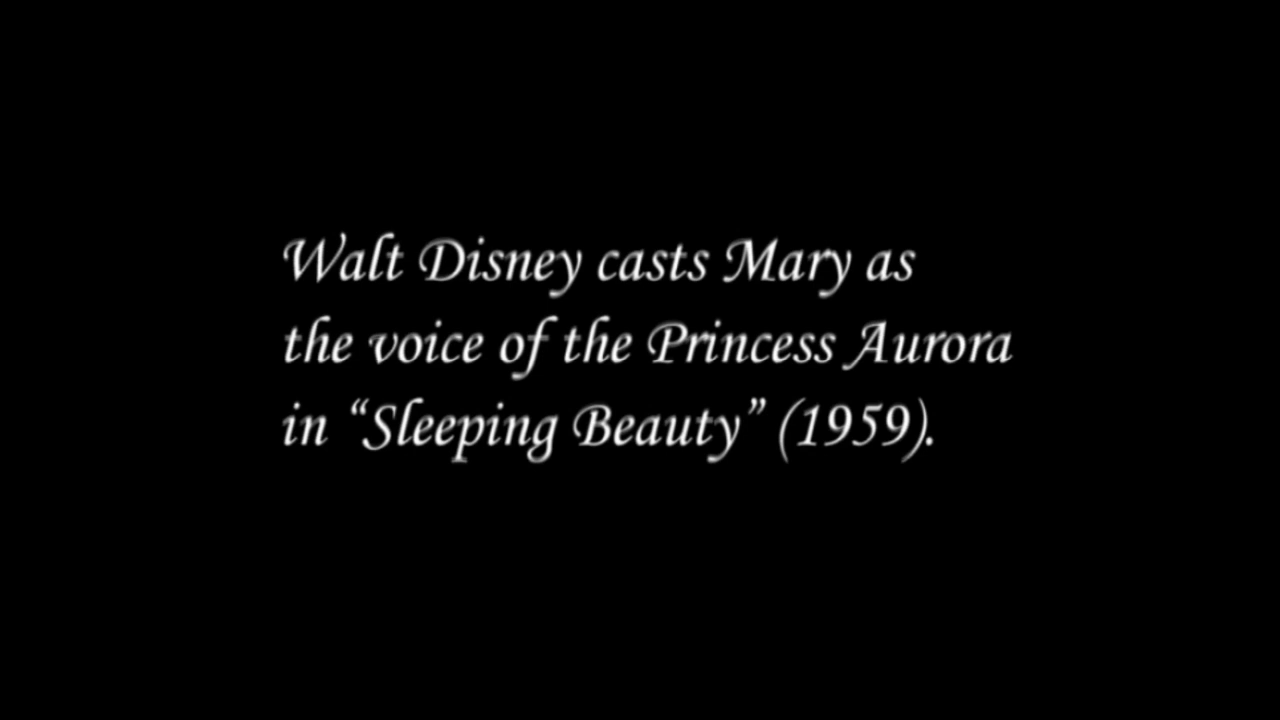 Walt Disney casts Mary as
the voice of the Princess Aurora
in “Sleeping Beauty” (1959).